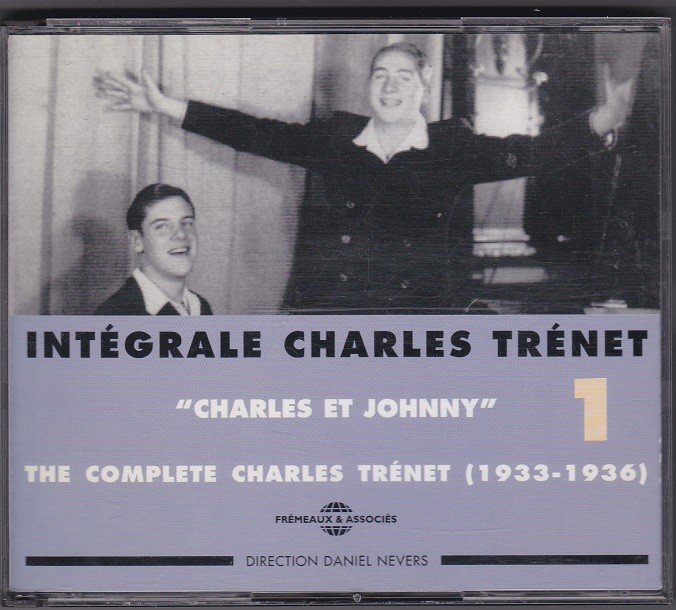 INTÉGRALE CHARLES TRÉNET
"CHARLES ET JOHNNY"
1
THE COMPLETE CHARLES TRÉNET (1933-1936)
FRÉMEAUX & ASSOCIÉS
DIRECTION DANIEL NEVERS